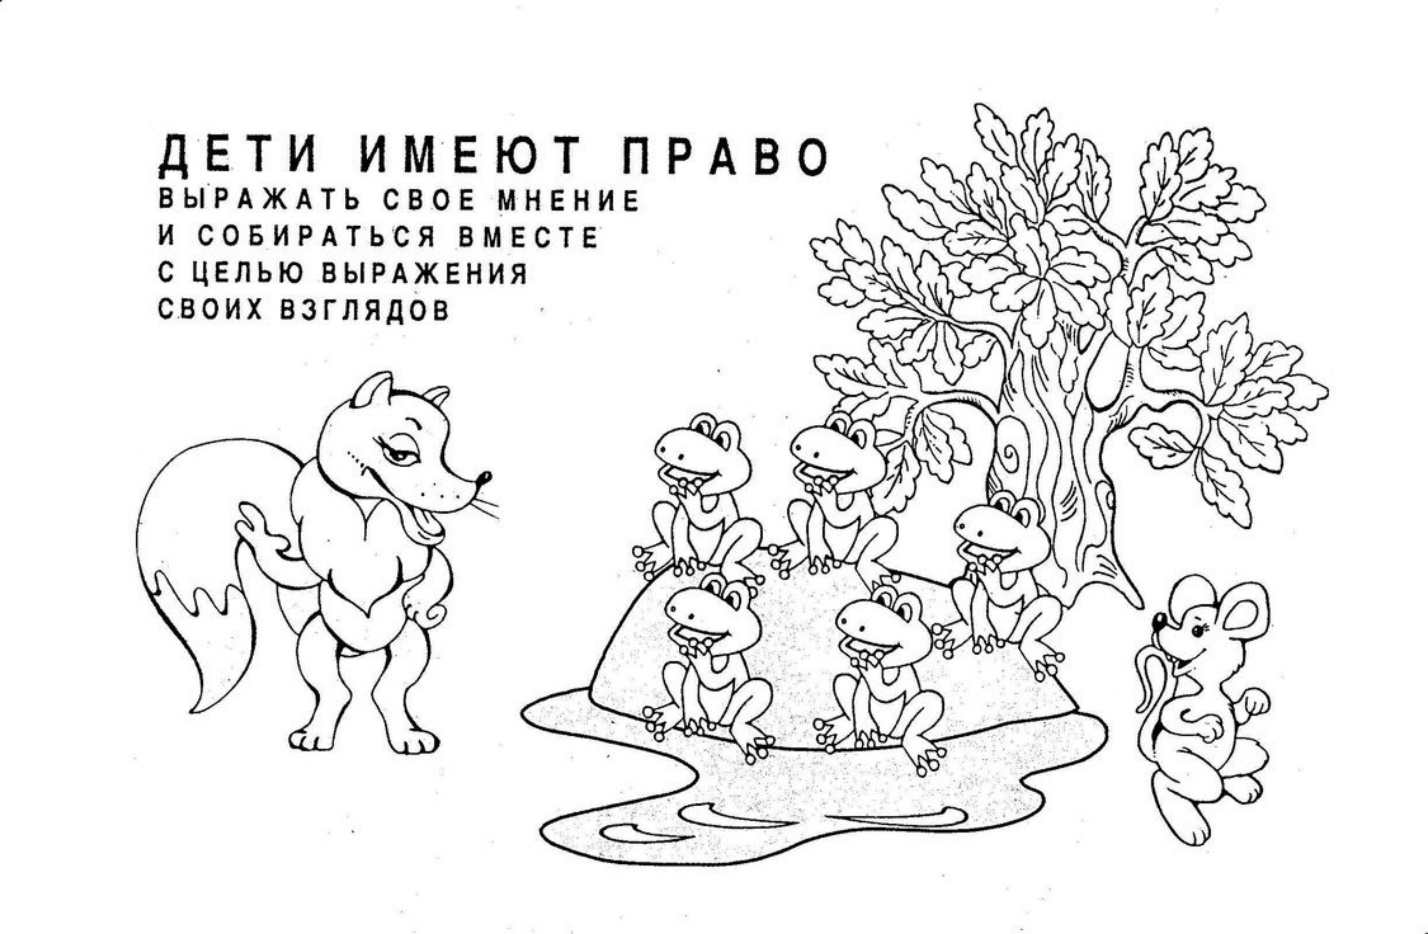 ДЕТИ ИМЕЮТ ПРАВО
ВЫРАЖАТЬ СВОЕ МНЕНИЕ
И СОБИРАТЬСЯ ВМЕСТЕ
С ЦЕЛЬЮ ВЫРАЖЕНИЯ
СВОИХ ВЗГЛЯДОВ